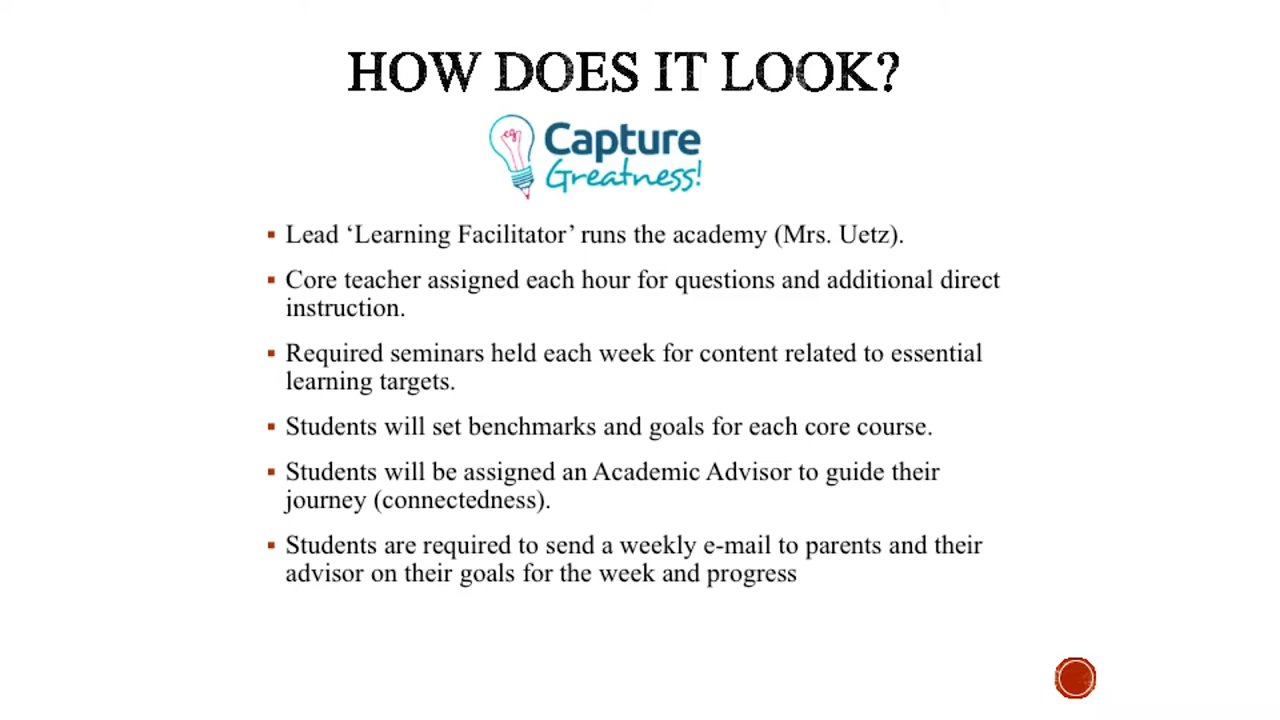 HOW DOES IT LOOK?
eg
Capture
Greatness!
▪ Lead ‘Learning Facilitator’ runs the academy (Mrs. Uetz).
▪ Core teacher assigned each hour for questions and additional direct
instruction.
▪ Required seminars held each week for content related to essential
learning targets.
▪ Students will set benchmarks and goals for each core course.
▪ Students will be assigned an Academic Advisor to guide their
journey (connectedness).
▪ Students are required to send a weekly e-mail to parents and their
advisor on their goals for the week and progress